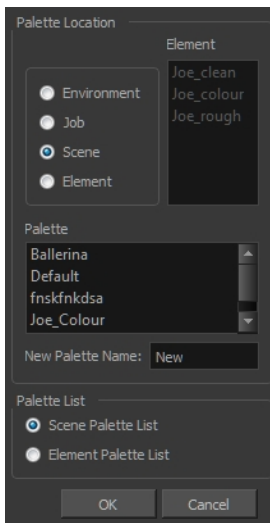 Palette Location
Element
Joe_clean
Joe_colour
Joe_rough
Environment
Job
Scene
Element
Palette
Ballerina
Default
fnskfnkdsa
Joe_Colour
New Palette Name: New
Palette List
Scene Palette List
Element Palette List
OK Cancel